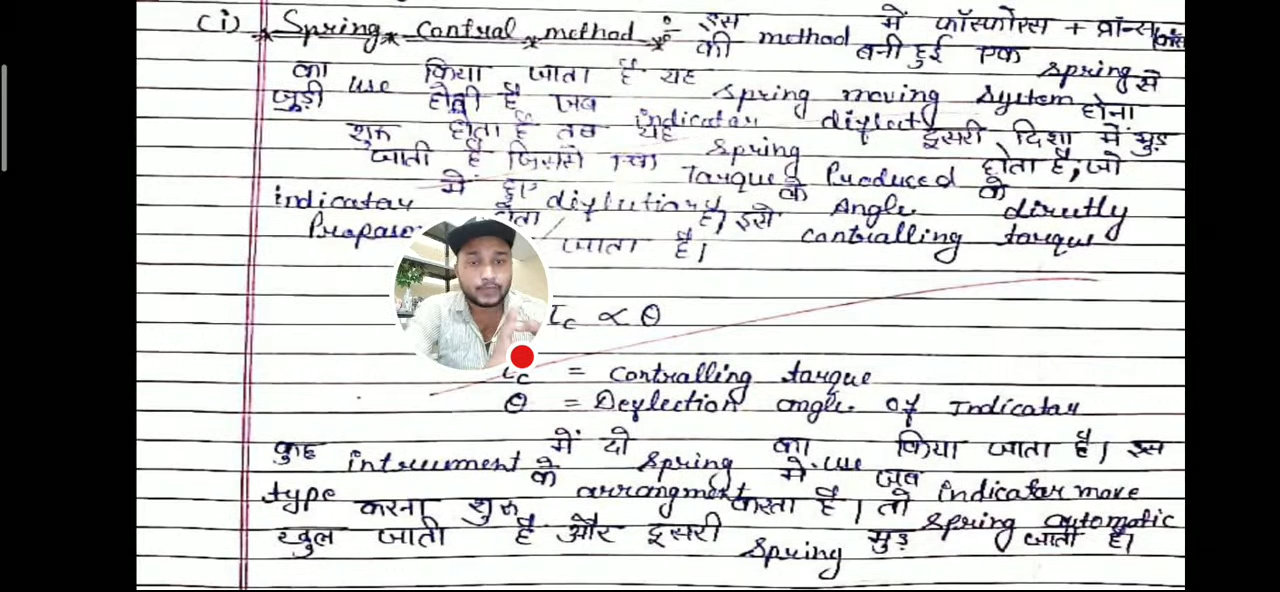 (i) Spring control method :- इस method में फॉस्फोरस + ब्रॉन्स
की बनी हुई एक spring
का use किया जाता है यह spring moving system से
जुड़ी होती है जब indicator deflect होना
शुरू होता है तब यह spring दूसरी दिशा में मुड़
जाती है जिससे Torque Produced होता है, जो
indicator में हुए deflection के Angle के directly
होता है, इसे controlling torque
जाता है।
Tc ∝ θ
Tc = Controlling torque
θ = Deflection angle of Indicator
कुछ intrument में दो spring का use किया जाता है। इस
type के arrangment में जब indicator move
करना शुरू करता है। तो spring automatic
खुल जाती है और दूसरी spring मुड़ जाती है।